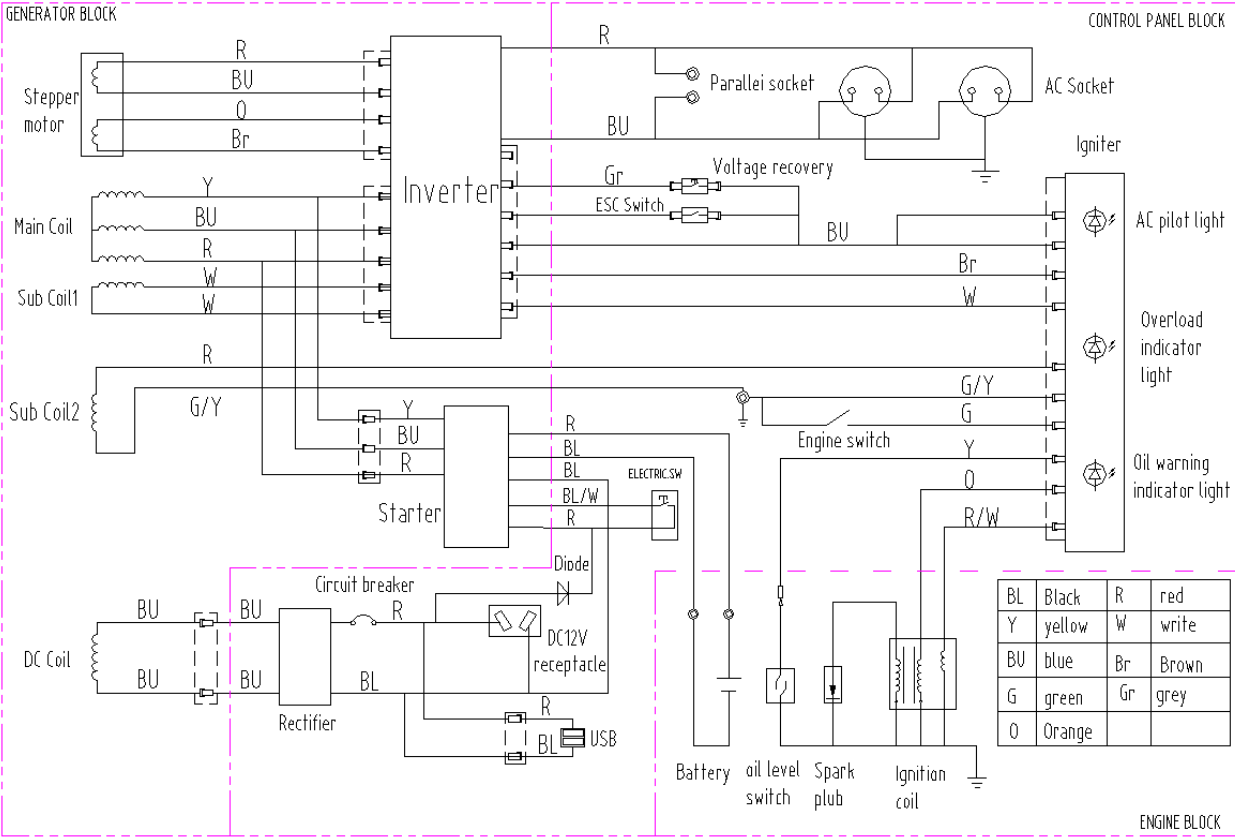 GENERATOR BLOCK
CONTROL PANEL BLOCK
R
R
BU
O
Br
Stepper
motor
Parallei socket
AC Socket
BU
Igniter
Inverter
Y
BU
R
W
W
Main Coil
Sub Coil1
Gr
Voltage recovery
ESC Switch
BU
Br
W
AC pilot light
Overload
indicator
light
R
G/Y
Sub Coil2
G/Y
G
Engine switch
Y
O
R/W
Oil warning
indicator light
Y
BU
R
Starter
R
BL
BL
BL/W
R
ELECTRIC.SW
Diode
Circuit breaker
BU
BU
R
DC12V
receptacle
DC Coil
BU
BU
BL
Rectifier
R
BL
USB
Battery
oil level
switch
Spark
plub
Ignition
coil
BL Black R red
Y yellow W write
BU blue Br Brown
G green Gr grey
O Orange
ENGINE BLOCK